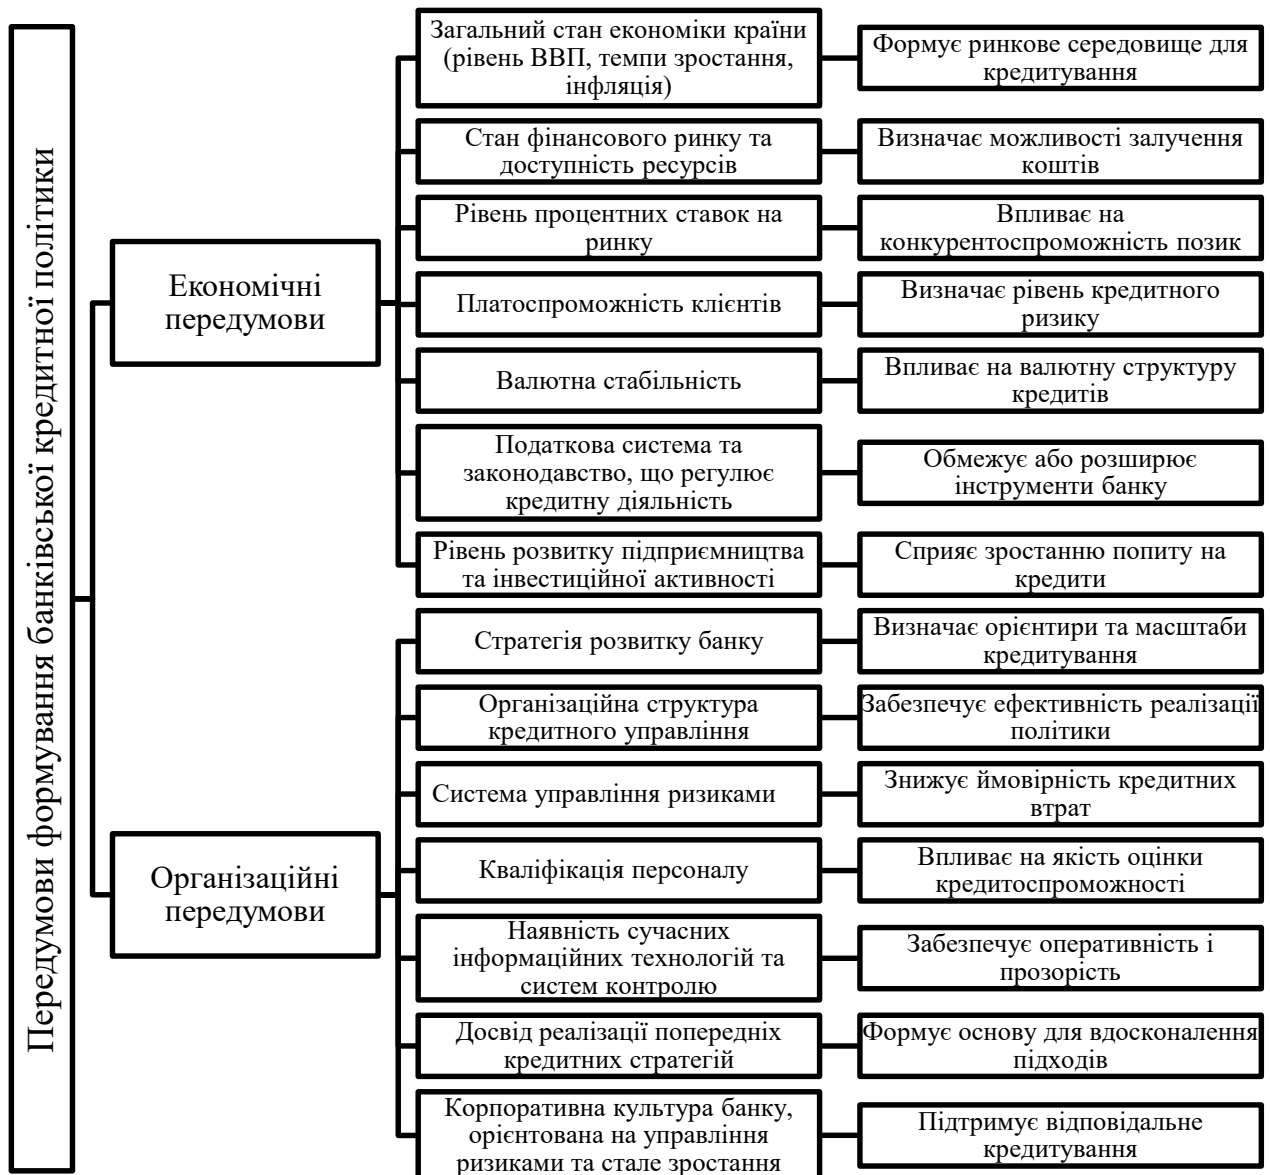 Передумови формування банківської кредитної політики
Економічні
передумови
Загальний стан економіки країни
(рівень ВВП, темпи зростання,
інфляція)
Формує ринкове середовище для
кредитування
Стан фінансового ринку та
доступність ресурсів
Визначає можливості залучення
коштів
Рівень процентних ставок на
ринку
Впливає на
конкурентоспроможність позик
Платоспроможність клієнтів
Визначає рівень кредитного
ризику
Валютна стабільність
Впливає на валютну структуру
кредитів
Податкова система та
законодавство, що регулює
кредитну діяльність
Обмежує або розширює
інструменти банку
Рівень розвитку підприємництва
та інвестиційної активності
Сприяє зростанню попиту на
кредити
Організаційні
передумови
Стратегія розвитку банку
Визначає орієнтири та масштаби
кредитування
Організаційна структура
кредитного управління
Забезпечує ефективність реалізації
політики
Система управління ризиками
Знижує ймовірність кредитних
втрат
Кваліфікація персоналу
Впливає на якість оцінки
кредитоспроможності
Наявність сучасних
інформаційних технологій та
систем контролю
Забезпечує оперативність і
прозорість
Досвід реалізації попередніх
кредитних стратегій
Формує основу для вдосконалення
підходів
Корпоративна культура банку,
орієнтована на управління
ризиками та стале зростання
Підтримує відповідальне
кредитування